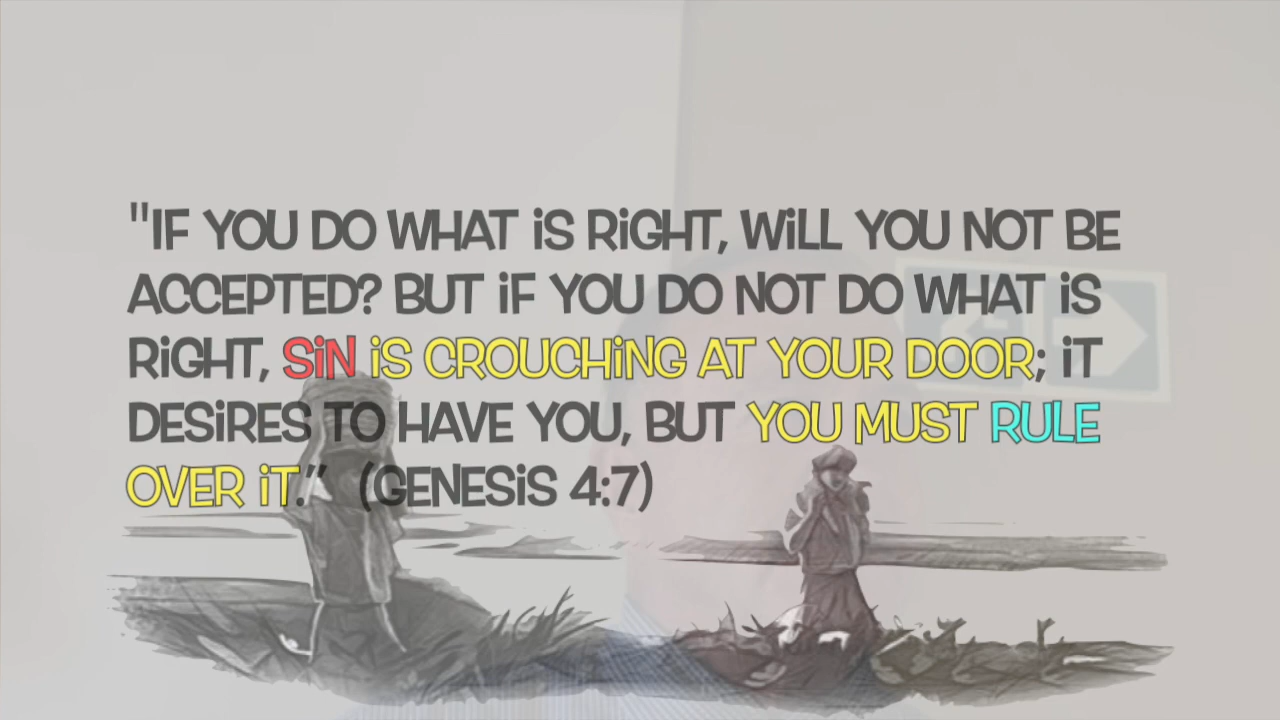 "IF YOU DO WHAT iS RiGHT, WiLL YOU NOT BE
ACCEPTED? BUT iF YOU DO NOT DO WHAT iS
RiGHT, SiN iS CROUCHiNG AT YOUR DOOR; iT
DESiRES TO HAVE YOU, BUT YOU MUST RULE
OVER iT.” (GENESiS 4:7)